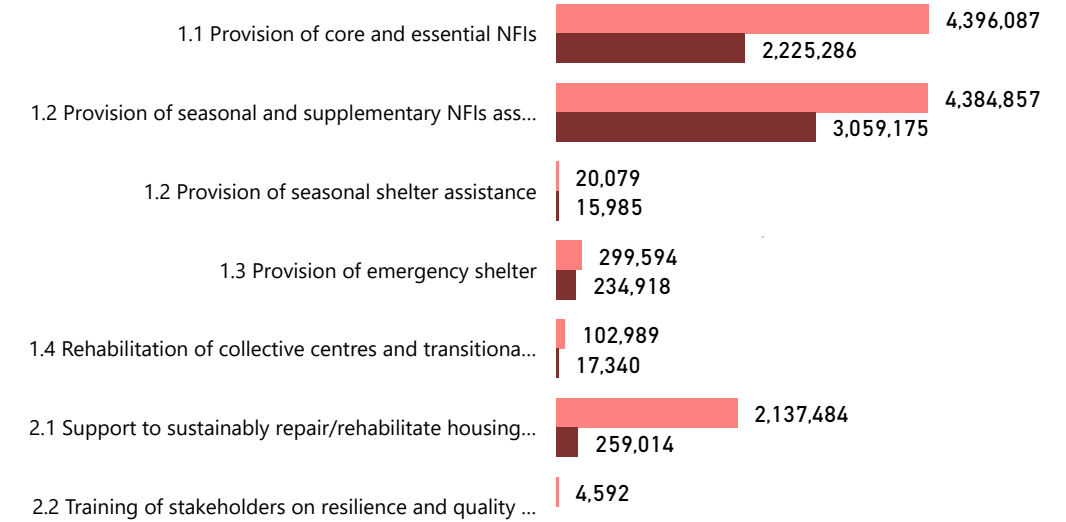 4,396,087
1.1 Provision of core and essential NFIs
2,225,286
4,384,857
1.2 Provision of seasonal and supplementary NFIs ass...
3,059,175
20,079
1.2 Provision of seasonal shelter assistance
15,985
299,594
1.3 Provision of emergency shelter
234,918
102,989
1.4 Rehabilitation of collective centres and transitiona...
17,340
2,137,484
2.1 Support to sustainably repair/rehabilitate housing...
259,014
4,592
2.2 Training of stakeholders on resilience and quality ...